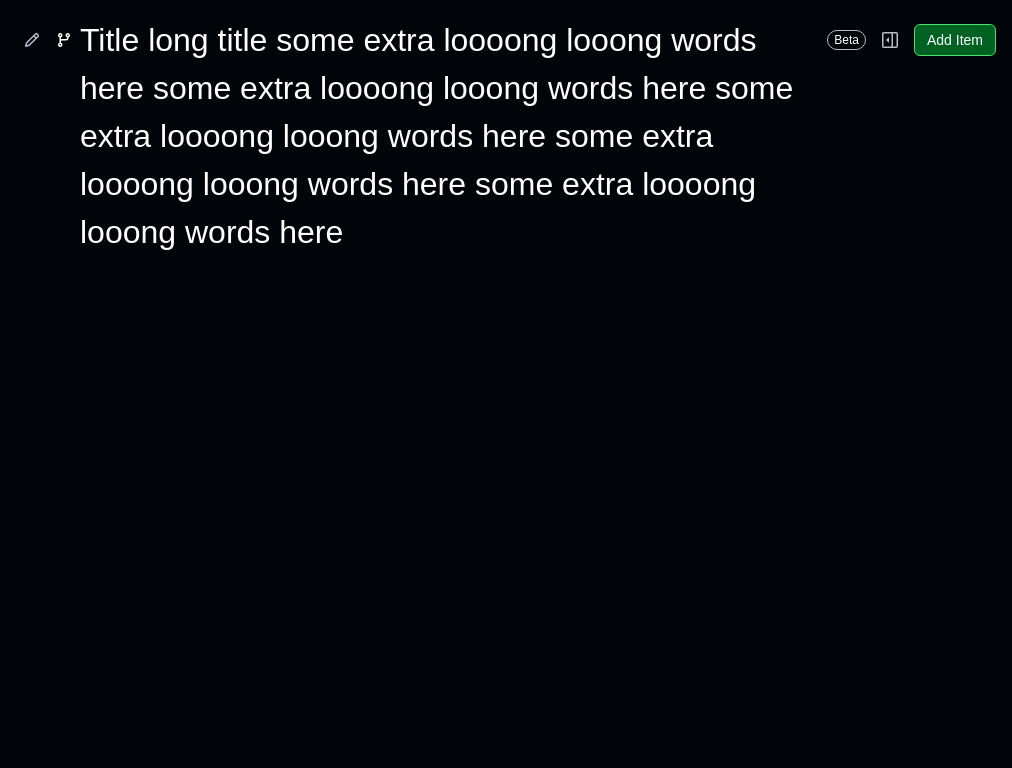 Title long title some extra loooong looong words
here some extra loooong looong words here some
extra loooong looong words here some extra
loooong looong words here some extra loooong
looong words here
Beta
Add Item